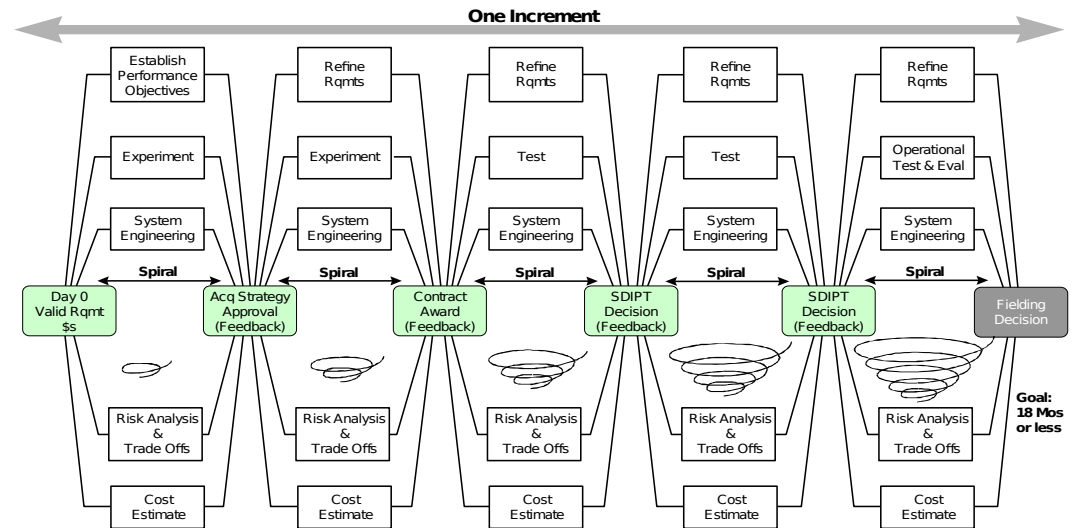 One Increment
Establish
Performance
Objectives
Refine
Rqmts
Refine
Rqmts
Refine
Rqmts
Refine
Rqmts
Experiment
Experiment
Test
Test
Operational
Test & Eval
System
Engineering
System
Engineering
System
Engineering
System
Engineering
System
Engineering
Spiral
Spiral
Spiral
Spiral
Spiral
Day 0
Valid Rqmt
$s
Acq Strategy
Approval
(Feedback)
Contract
Award
(Feedback)
SDIPT
Decision
(Feedback)
SDIPT
Decision
(Feedback)
Fielding
Decision
Goal:
18 Mos
or less
Risk Analysis
&
Trade Offs
Risk Analysis
&
Trade Offs
Risk Analysis
&
Trade Offs
Risk Analysis
&
Trade Offs
Risk Analysis
&
Trade Offs
Cost
Estimate
Cost
Estimate
Cost
Estimate
Cost
Estimate
Cost
Estimate